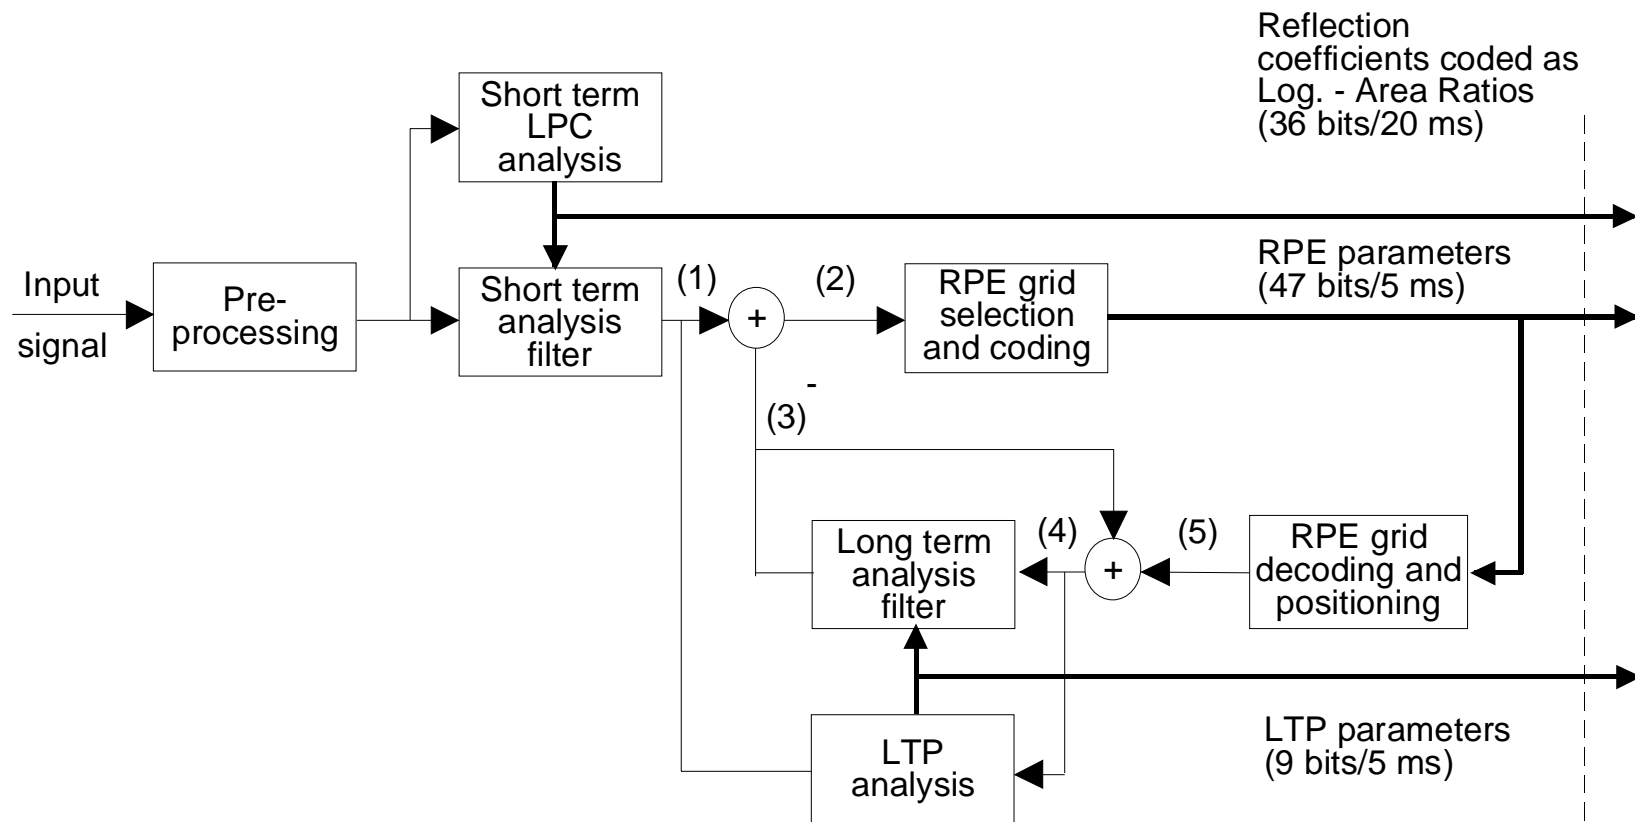 Reflection
coefficients coded as
Log. - Area Ratios
(36 bits/20 ms)
Short term
LPC
analysis
Input
signal
Pre-
processing
Short term
analysis
filter
(1)
+
(2)
RPE grid
selection
and coding
RPE parameters
(47 bits/5 ms)
-
(3)
Long term
analysis
filter
(4)
+
(5)
RPE grid
decoding and
positioning
LTP
analysis
LTP parameters
(9 bits/5 ms)